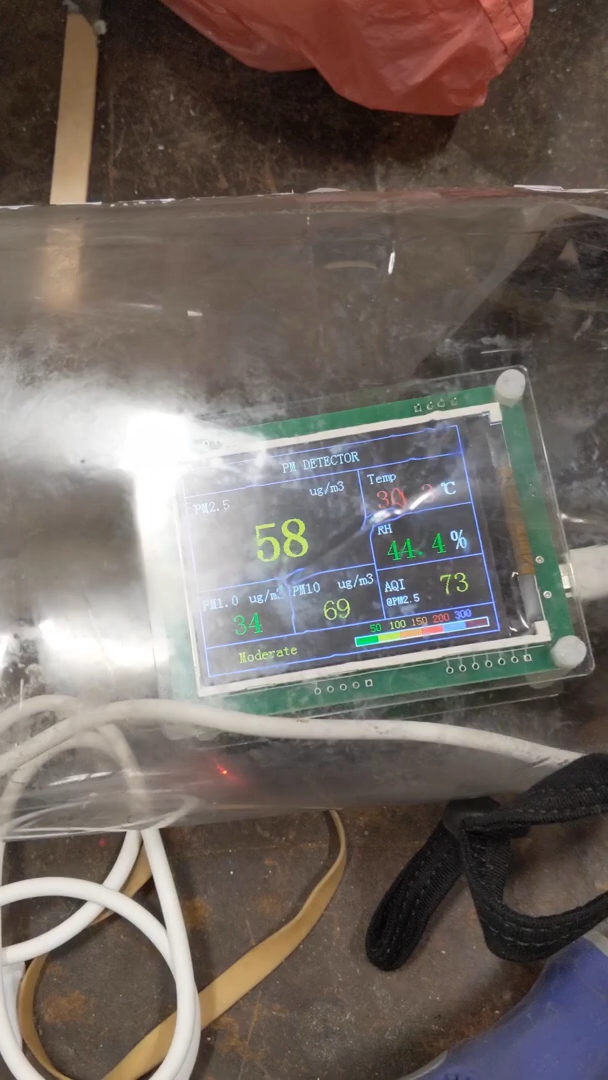 PM DETECTOR
PM2.5 ug/m3
58
Temp
℃
RH
44.4 %
PM1.0 ug/m3
34
PM10 ug/m3
69
AQI
@PM2.5
73
50 100 150 200 300
Moderate